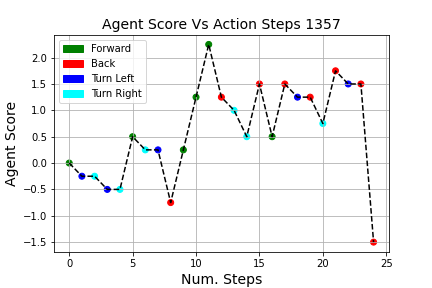 Agent Score Vs Action Steps 1357
Forward
Back
Turn Left
Turn Right
Agent Score
2.0
1.5
1.0
0.5
0.0
−0.5
−1.0
−1.5
0 5 10 15 20 25
Num. Steps